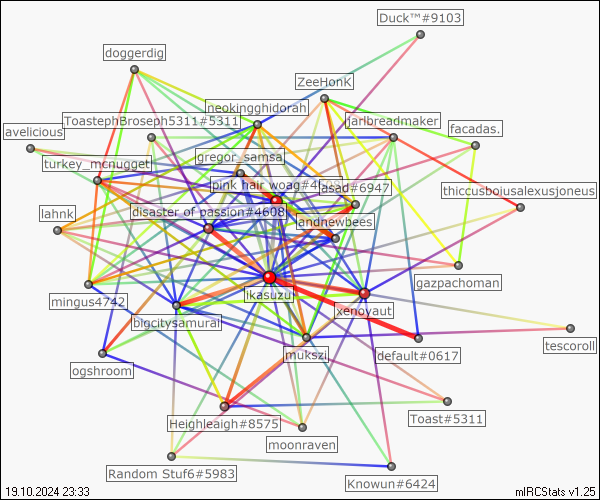 Duck™#9103
doggerdig
ZeeHonK
neokingghidorah
ToastephBroseph5311#5311
jarlbreadmaker
avelicious
facadas.
gregor_samsa
turkey_mcnugget
pink hair woag#4
asad#6947
thiccusbojusalexusjoneus
lahnk
disaster of passion#4608
andnewbees
gazpachoman
ikasuzu
mingus4742
xenoyaut
bigcitysamurai
tescoroll
mukszi
default#0617
ogshroom
Toast#5311
Heighleaigh#8575
moonraven
Random Stuf6#5983
Knowun#6424
19.10.2024 23:33
mIRCStats v1.25